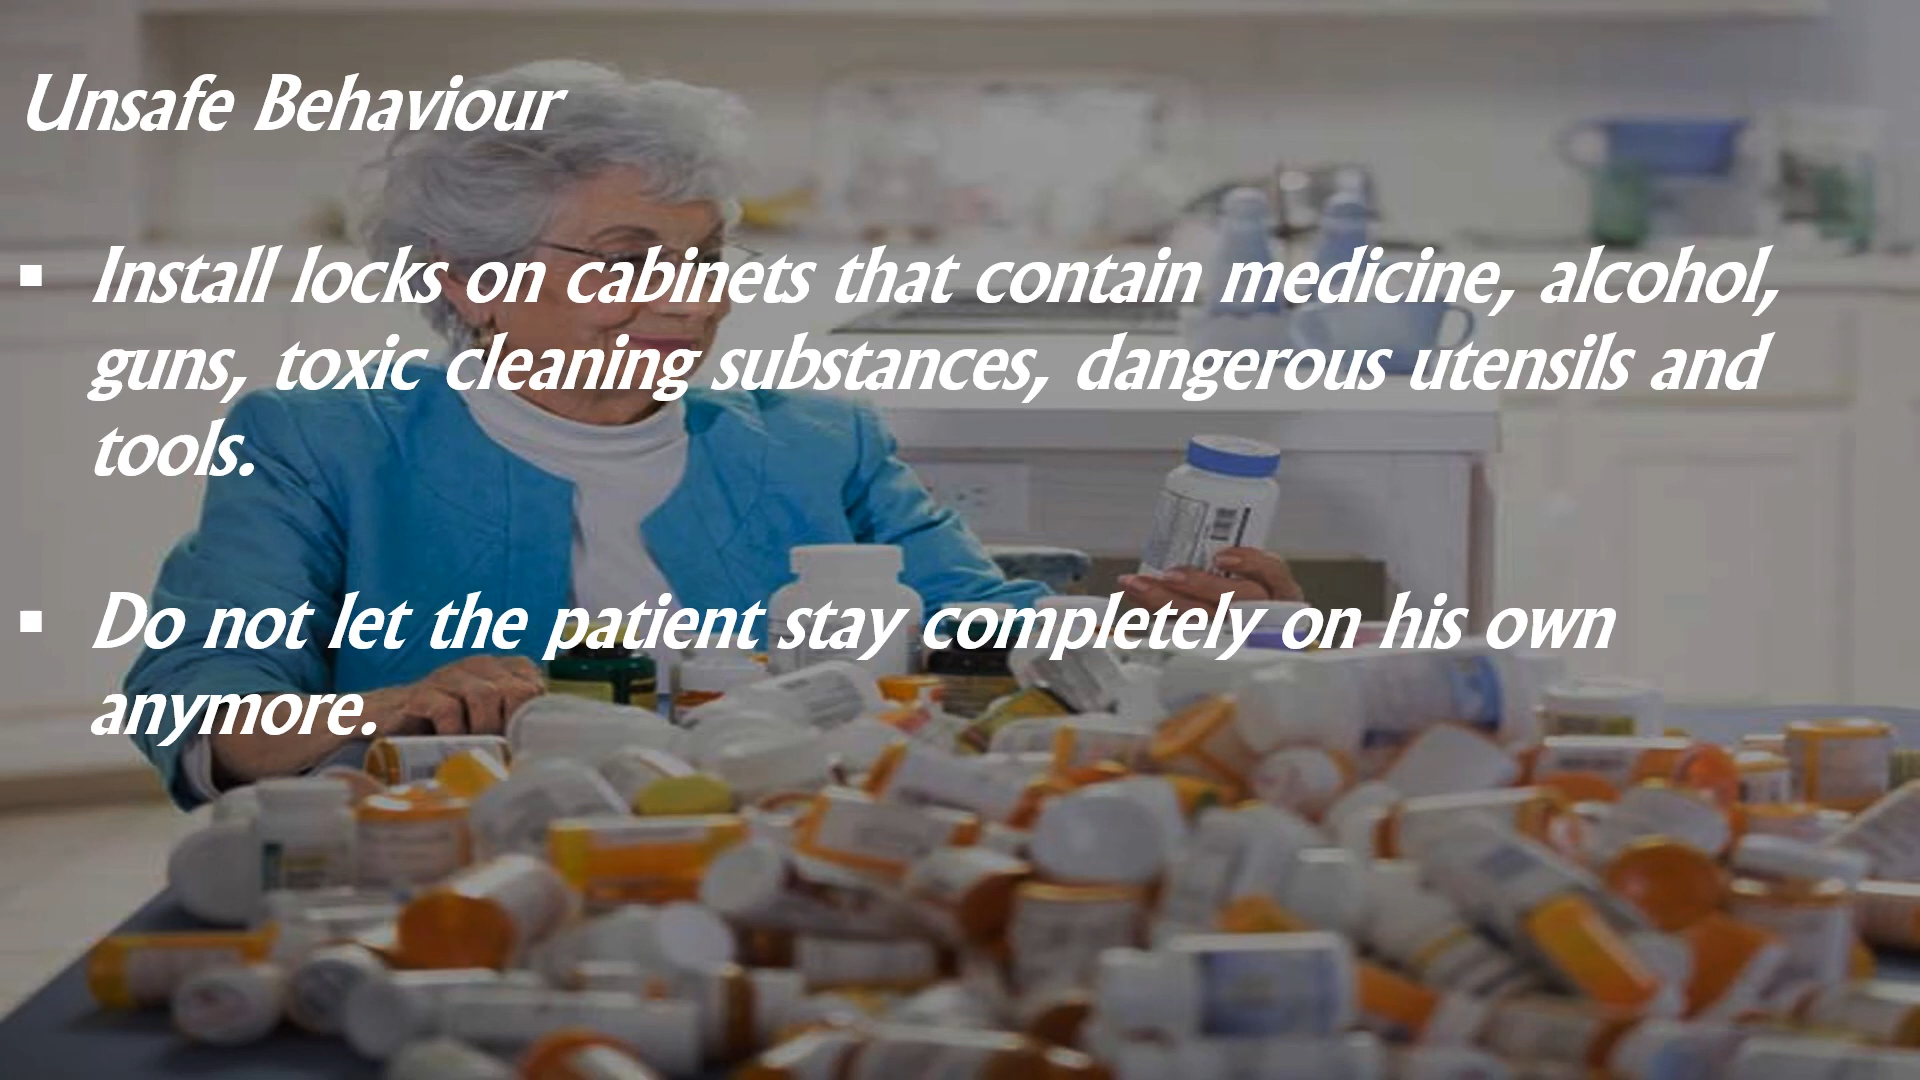 Unsafe Behaviour
▪ Install locks on cabinets that contain medicine, alcohol,
guns, toxic cleaning substances, dangerous utensils and
tools.
▪ Do not let the patient stay completely on his own
anymore.